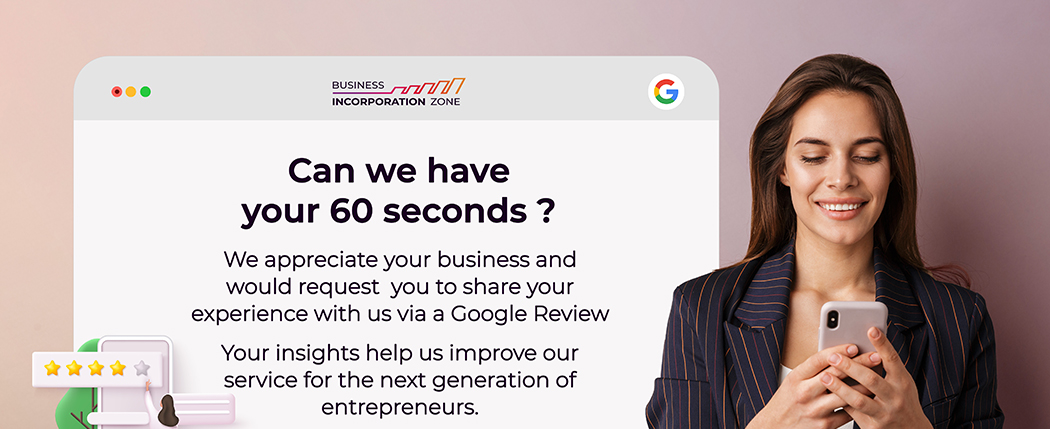 BUSINESS
INCORPORATION ZONE
G
Can we have
your 60 seconds ?
We appreciate your business and
would request  you to share your
experience with us via a Google Review
Your insights help us improve our
service for the next generation of
entrepreneurs.